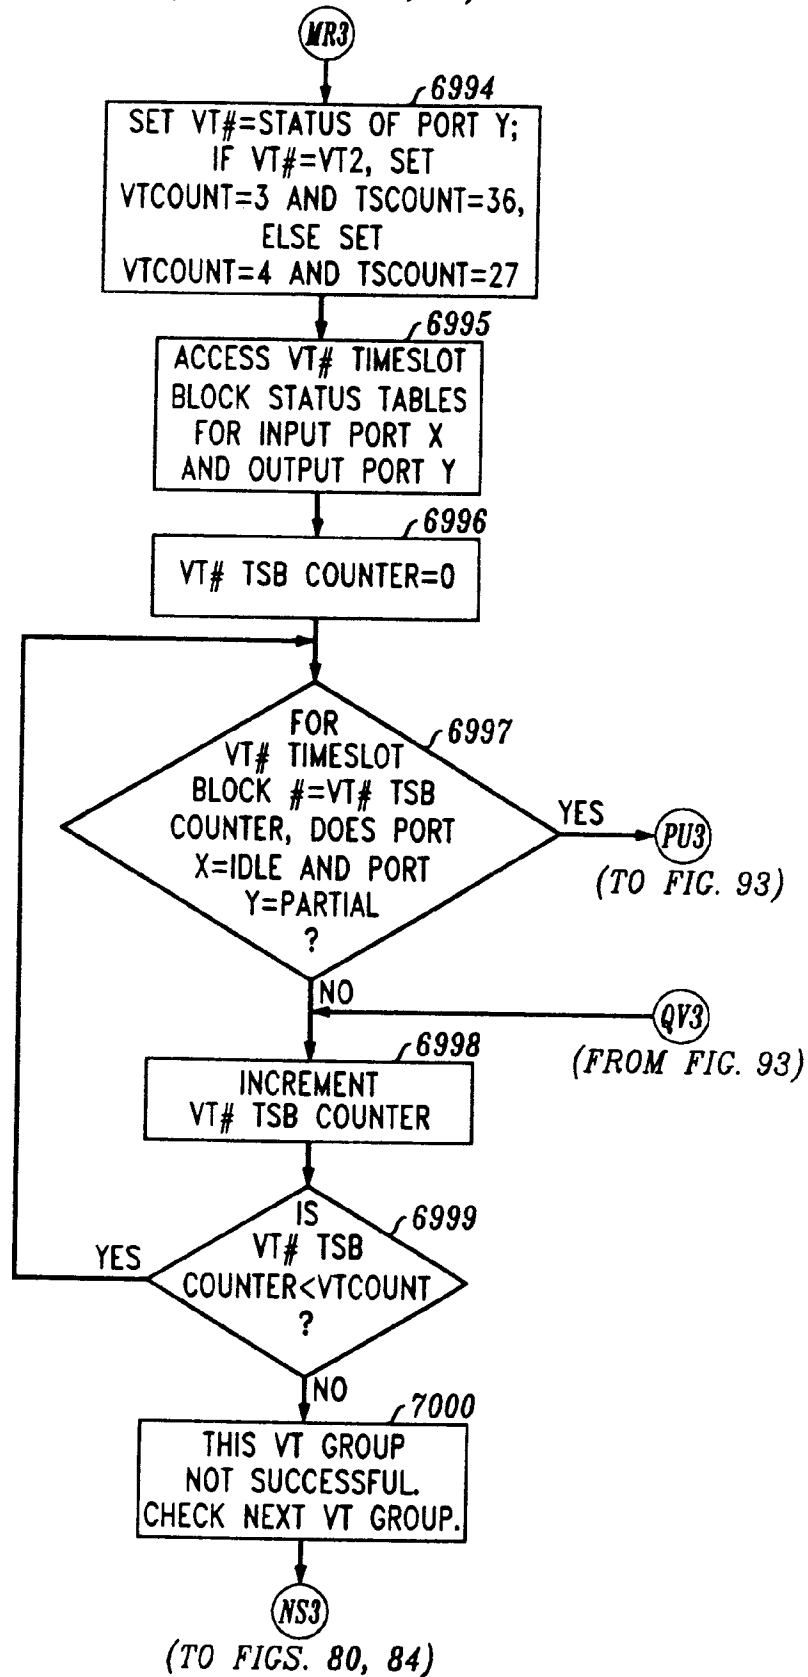 MR3
6994
SET VT#=STATUS OF PORT Y;
IF VT#=VT2, SET
VTCOUNT=3 AND TSCOUNT=36,
ELSE SET
VTCOUNT=4 AND TSCOUNT=27
6995
ACCESS VT# TIMESLOT
BLOCK STATUS TABLES
FOR INPUT PORT X
AND OUTPUT PORT Y
6996
VT# TSB COUNTER=0
6997
FOR
VT# TIMESLOT
BLOCK #=VT# TSB
COUNTER, DOES PORT
X=IDLE AND PORT
Y=PARTIAL
?
YES
PU3
(TO FIG. 93)
NO
QV3
(FROM FIG. 93)
6998
INCREMENT
VT# TSB COUNTER
6999
IS
VT# TSB
COUNTER<VTCOUNT
?
YES
NO
7000
THIS VT GROUP
NOT SUCCESSFUL.
CHECK NEXT VT GROUP.
NS3
(TO FIGS. 80, 84)